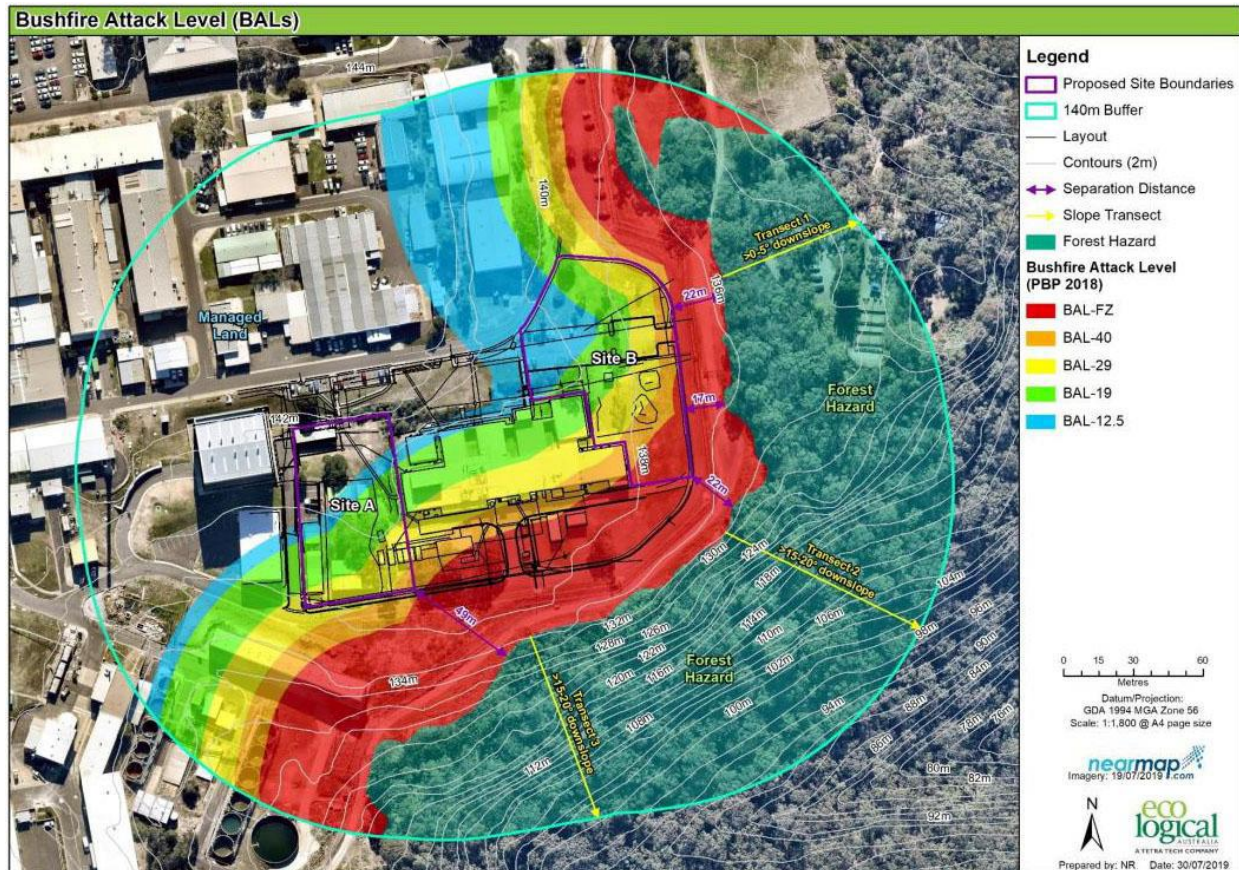 Bushfire Attack Level (BALs)
144m
140m
Transect 1
>0-5° downslope
136m
22m
Managed
Land
Site B
Forest
Hazard
17m
142m
138m
22m
Site A
Transect 2
>15-20° downslope
130m
124m
118m
114m
110m
106m
104m
102m
100m
98m
96m
94m
90m
88m
86m
84m
82m
80m
78m
76m
92m
49m
132m
128m
126m
122m
120m
116m
Forest
Hazard
134m
Transect 3
>15-20° downslope
108m
112m
Legend
Proposed Site Boundaries
140m Buffer
Layout
Contours (2m)
Separation Distance
Slope Transect
Forest Hazard
Bushfire Attack Level
(PBP 2018)
BAL-FZ
BAL-40
BAL-29
BAL-19
BAL-12.5
0 15 30 60
Metres
Datum/Projection:
GDA 1994 MGA Zone 56
Scale: 1:1,800 @ A4 page size
nearmap
.com
Imagery: 19/07/2019
N
eco
logical
AUSTRALIA
A TETRA TECH COMPANY
Prepared by: NR Date: 30/07/2019